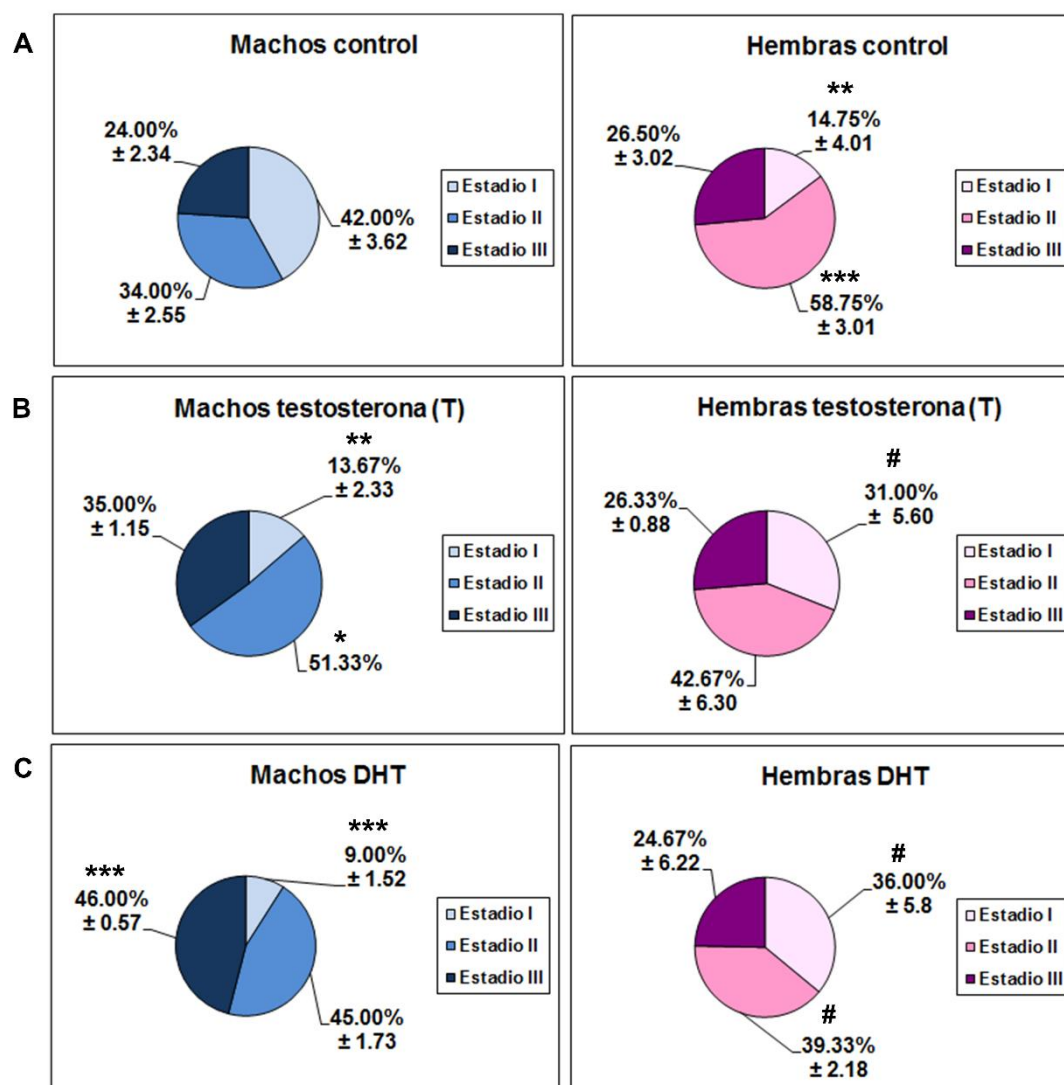 A
Machos control
24.00%
± 2.34
42.00%
± 3.62
34.00%
± 2.55
Estadio I
Estadio II
Estadio III
Hembras control
**
14.75%
± 4.01
26.50%
± 3.02
***
58.75%
± 3.01
Estadio I
Estadio II
Estadio III
B
Machos testosterona (T)
**
13.67%
± 2.33
35.00%
± 1.15
*
51.33%
Estadio I
Estadio II
Estadio III
Hembras testosterona (T)
#
31.00%
± 5.60
26.33%
± 0.88
42.67%
± 6.30
Estadio I
Estadio II
Estadio III
C
Machos DHT
***
9.00%
± 1.52
***
46.00%
± 0.57
45.00%
± 1.73
Estadio I
Estadio II
Estadio III
Hembras DHT
24.67%
± 6.22
#
36.00%
± 5.8
#
39.33%
± 2.18
Estadio I
Estadio II
Estadio III